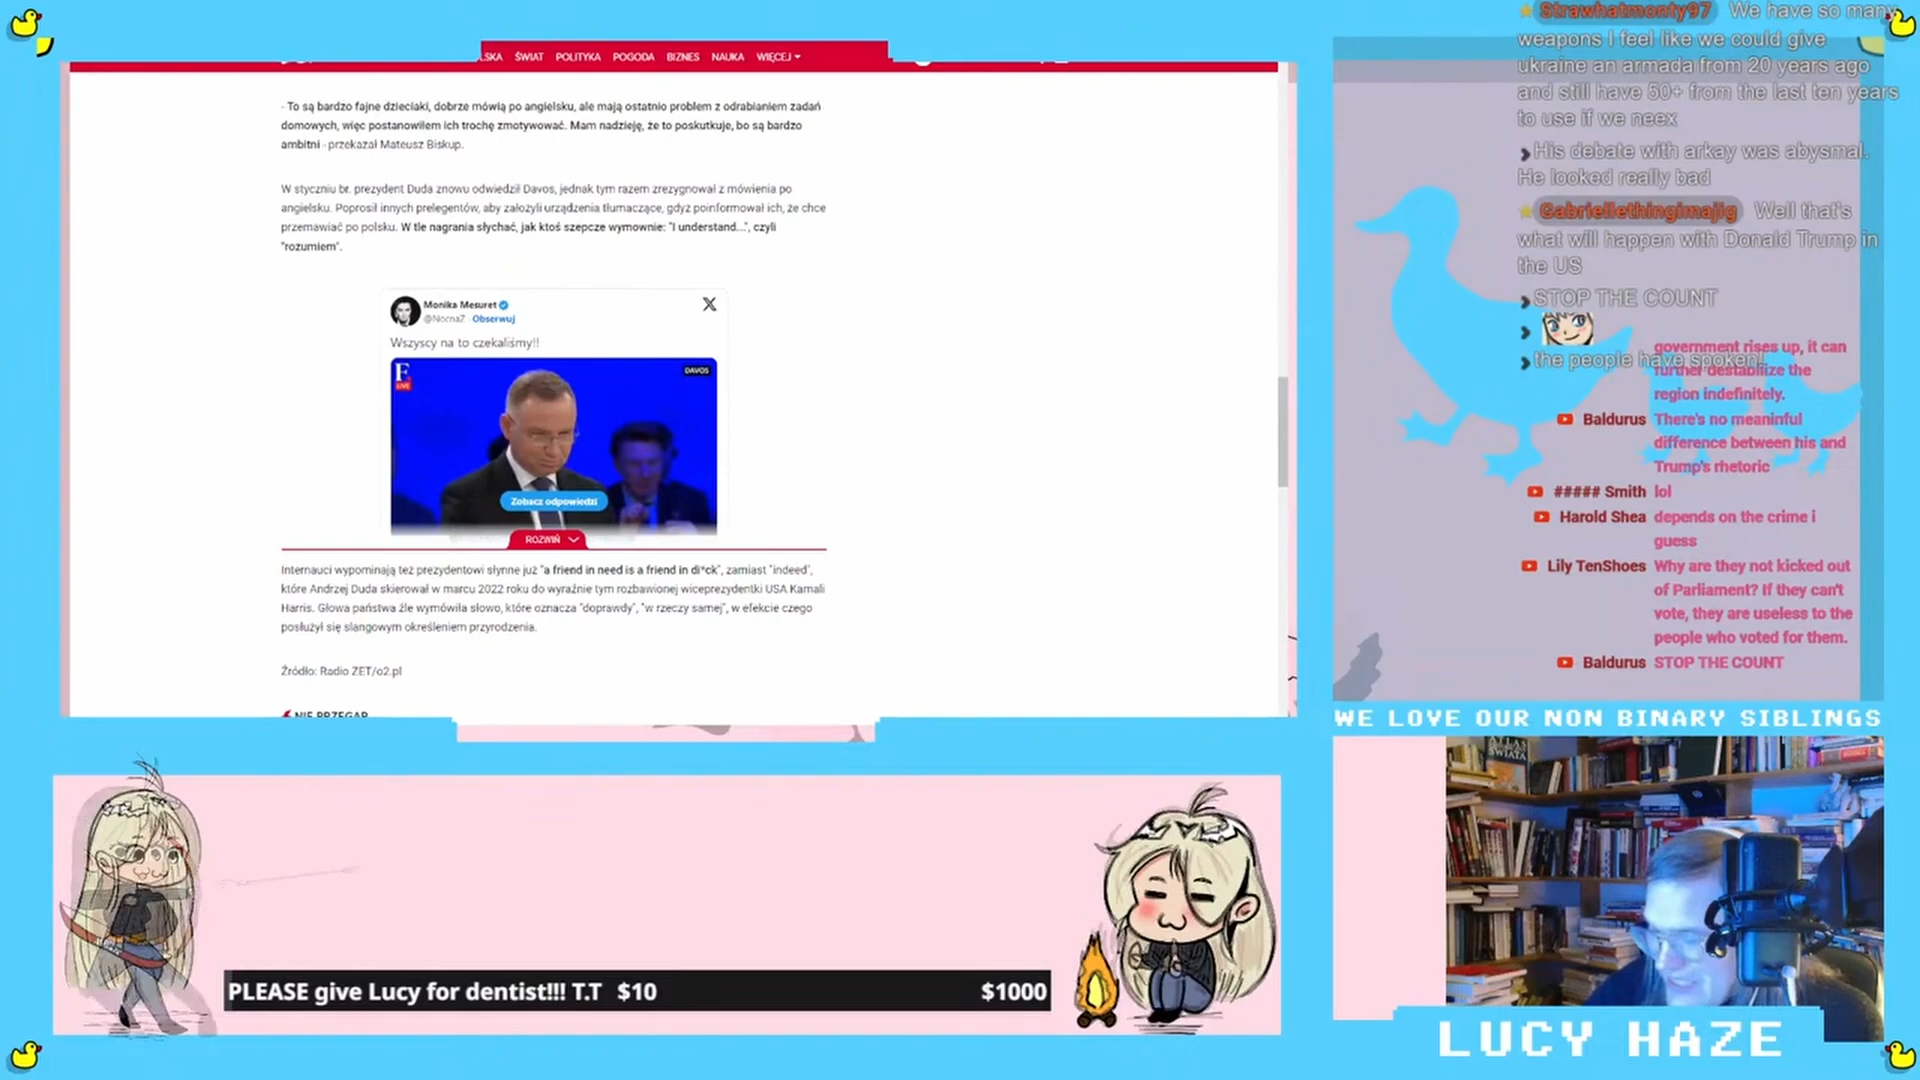 SKA ŚWIAT POLITYKA POGODA BIZNES NAUKA WIĘCEJ
- To są bardzo fajne dzieciaki, dobrze mówią po angielsku, ale mają ostatnio problem z odrabianiem zadań
domowych, więc postanowiłem ich trochę zmotywować. Mam nadzieję, że to poskutkuje, bo są bardzo
ambitni - przekazał Mateusz Biskup.
W styczniu br. prezydent Duda znowu odwiedził Davos, jednak tym razem zrezygnował z mówienia po
angielsku. Poprosił innych prelegentów, aby założyli urządzenia tłumaczące, gdyż poinformował ich, że chce
przemawiać po polsku. W tle nagrania słychać, jak ktoś szepcze wymownie: "I understand...", czyli
"rozumiem".
Monika Mesuret
@NocnaZ · Obserwuj
Wszyscy na to czekaliśmy!!
F
LIVE
DAVOS
Zobacz odpowiedzi
ROZWIŃ
Internauci wypominają też prezydentowi słynne już "a friend in need is a friend in di*ck", zamiast "indeed",
które Andrzej Duda skierował w marcu 2022 roku do wyraźnie tym rozbawionej wiceprezydentki USA Kamali
Harris. Głowa państwa źle wymówiła słowo, które oznacza "doprawdy", "w rzeczy samej", w efekcie czego
posłużył się slangowym określeniem przyrodzenia.
Źródło: Radio ZET/o2.pl
NIE PRZEGAP
Strawhatmonty97 We have so many
weapons I feel like we could give
ukraine an armada from 20 years ago
and still have 50+ from the last ten years
to use if we neex
His debate with arkay was abysmal.
He looked really bad
Gabriellethingimajig Well that's
what will happen with Donald Trump in
the US
STOP THE COUNT
the people have spoken!
government rises up, it can
further destabilize the
region indefinitely.
Baldurus There's no meaninful
difference between his and
Trump's rhetoric
##### Smith lol
Harold Shea depends on the crime i
guess
Lily TenShoes Why are they not kicked out
of Parliament? If they can't
vote, they are useless to the
people who voted for them.
Baldurus STOP THE COUNT
WE LOVE OUR NON BINARY SIBLINGS
ATLAS
ŚWIATA
PLEASE give Lucy for dentist!!! T.T $10 $1000
LUCY HAZE